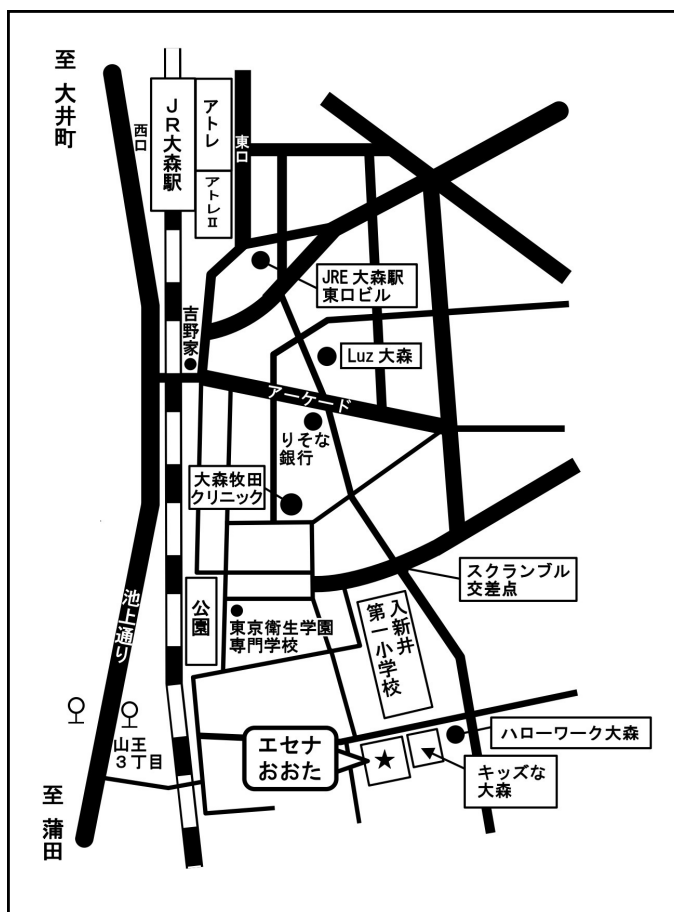 至 大井町
西口
JR大森駅
アトレ
アトレⅡ
東口
JRE 大森駅
東口ビル
吉野家
Luz 大森
アーケード
りそな
銀行
大森牧田
クリニック
スクランブル
交差点
池上通り
公園
東京衛生学園
専門学校
入新井
第一小学校
山王
3丁目
エセナ
おおた
ハローワーク大森
キッズな
大森
至 蒲田